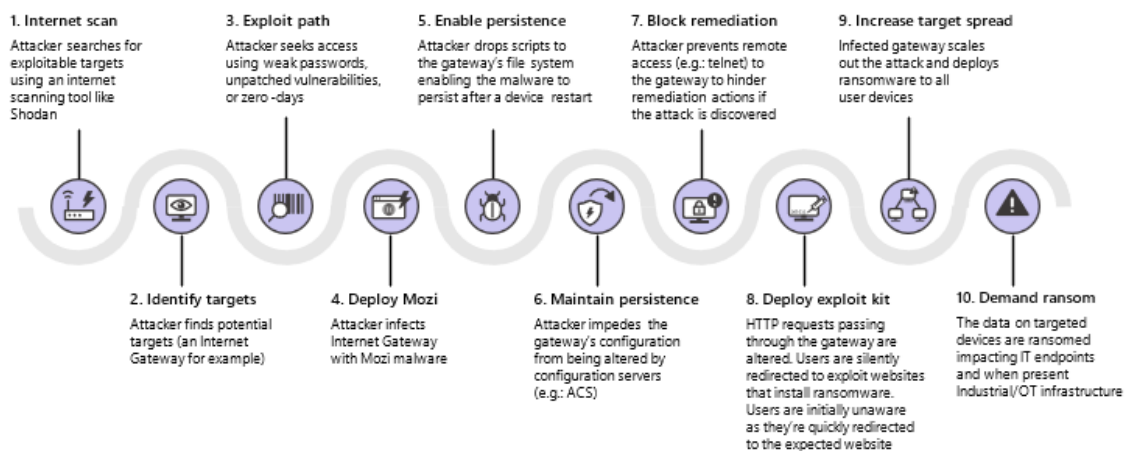 1. Internet scan
Attacker searches for
exploitable targets
using an internet
scanning tool like
Shodan
2. Identify targets
Attacker finds potential
targets (an Internet
Gateway for example)
3. Exploit path
Attacker seeks access
using weak passwords,
unpatched vulnerabilities,
or zero -days
4. Deploy Mozi
Attacker infects
Internet Gateway
with Mozi malware
5. Enable persistence
Attacker drops scripts to
the gateway's file system
enabling the malware to
persist after a device restart
6. Maintain persistence
Attacker impedes the
gateway's configuration
from being altered by
configuration servers
(e.g.: ACS)
7. Block remediation
Attacker prevents remote
access (e.g.: telnet) to
the gateway to hinder
remediation actions if
the attack is discovered
8. Deploy exploit kit
HTTP requests passing
through the gateway are
altered. Users are silently
redirected to exploit websites
that install ransomware.
Users are initially unaware
as they're quickly redirected
to the expected website
9. Increase target spread
Infected gateway scales
out the attack and deploys
ransomware to all
user devices
10. Demand ransom
The data on targeted
devices are ransomed
impacting IT endpoints
and when present
Industrial/OT infrastructure